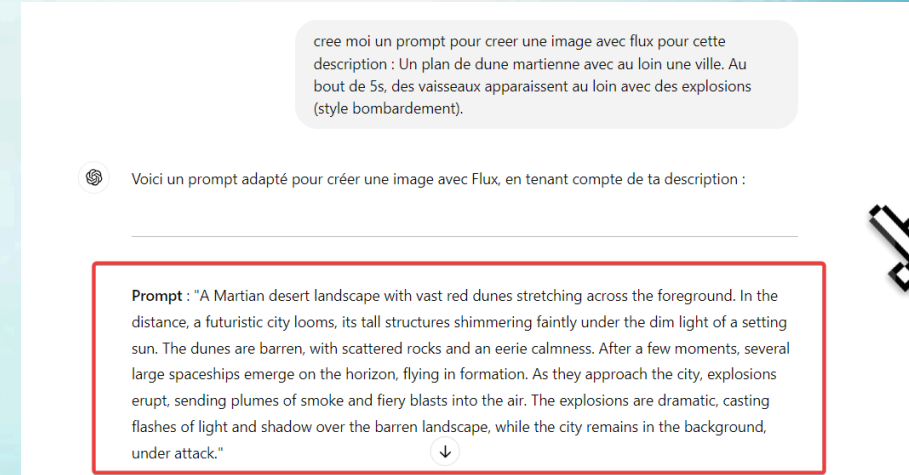 cree moi un prompt pour creer une image avec flux pour cette
description : Un plan de dune martienne avec au loin une ville. Au
bout de 5s, des vaisseaux apparaissent au loin avec des explosions
(style bombardement).
Voici un prompt adapté pour créer une image avec Flux, en tenant compte de ta description :
Prompt : "A Martian desert landscape with vast red dunes stretching across the foreground. In the
distance, a futuristic city looms, its tall structures shimmering faintly under the dim light of a setting
sun. The dunes are barren, with scattered rocks and an eerie calmness. After a few moments, several
large spaceships emerge on the horizon, flying in formation. As they approach the city, explosions
erupt, sending plumes of smoke and fiery blasts into the air. The explosions are dramatic, casting
flashes of light and shadow over the barren landscape, while the city remains in the background,
under attack."